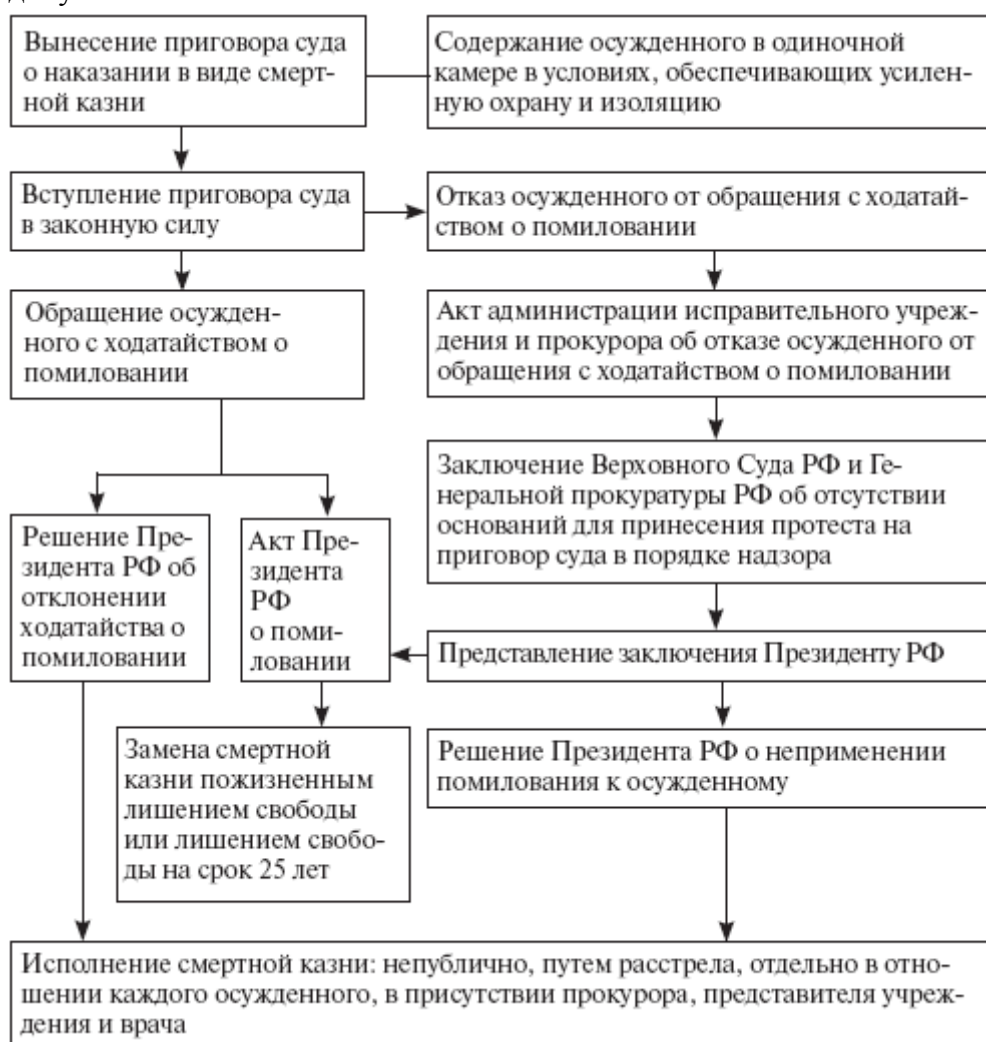 Вынесение приговора суда
о наказании в виде смерт-
ной казни
Содержание осужденного в одиночной
камере в условиях, обеспечивающих усилен-
ную охрану и изоляцию
Вступление приговора суда
в законную силу
Отказ осужденного от обращения с ходатай-
ством о помиловании
Обращение осужден-
ного с ходатайством о
помиловании
Акт администрации исправительного учреж-
дения и прокурора об отказе осужденного от
обращения с ходатайством о помиловании
Заключение Верховного Суда РФ и Ге-
неральной прокуратуры РФ об отсутствии
оснований для принесения протеста на
приговор суда в порядке надзора
Решение Пре-
зидента РФ об
отклонении
ходатайства о
помиловании
Акт Пре-
зидента
РФ
о поми-
ловании
Представление заключения Президенту РФ
Замена смертной
казни пожизненным
лишением свободы
или лишением свобо-
ды на срок 25 лет
Решение Президента РФ о неприменении
помилования к осужденному
Исполнение смертной казни: непублично, путем расстрела, отдельно в отно-
шении каждого осужденного, в присутствии прокурора, представителя учреж-
дения и врача